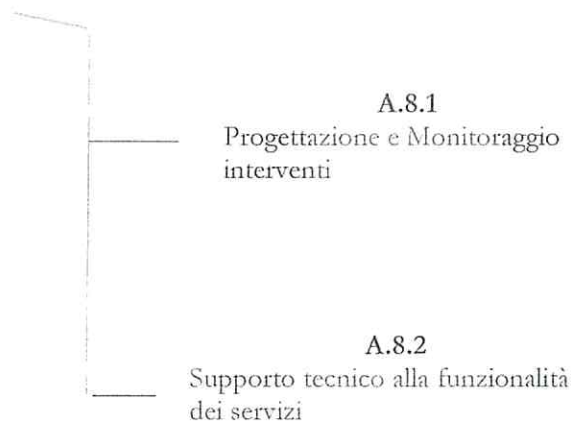 A.8.1
Progettazione e Monitoraggio
interventi
A.8.2
Supporto tecnico alla funzionalità
dei servizi